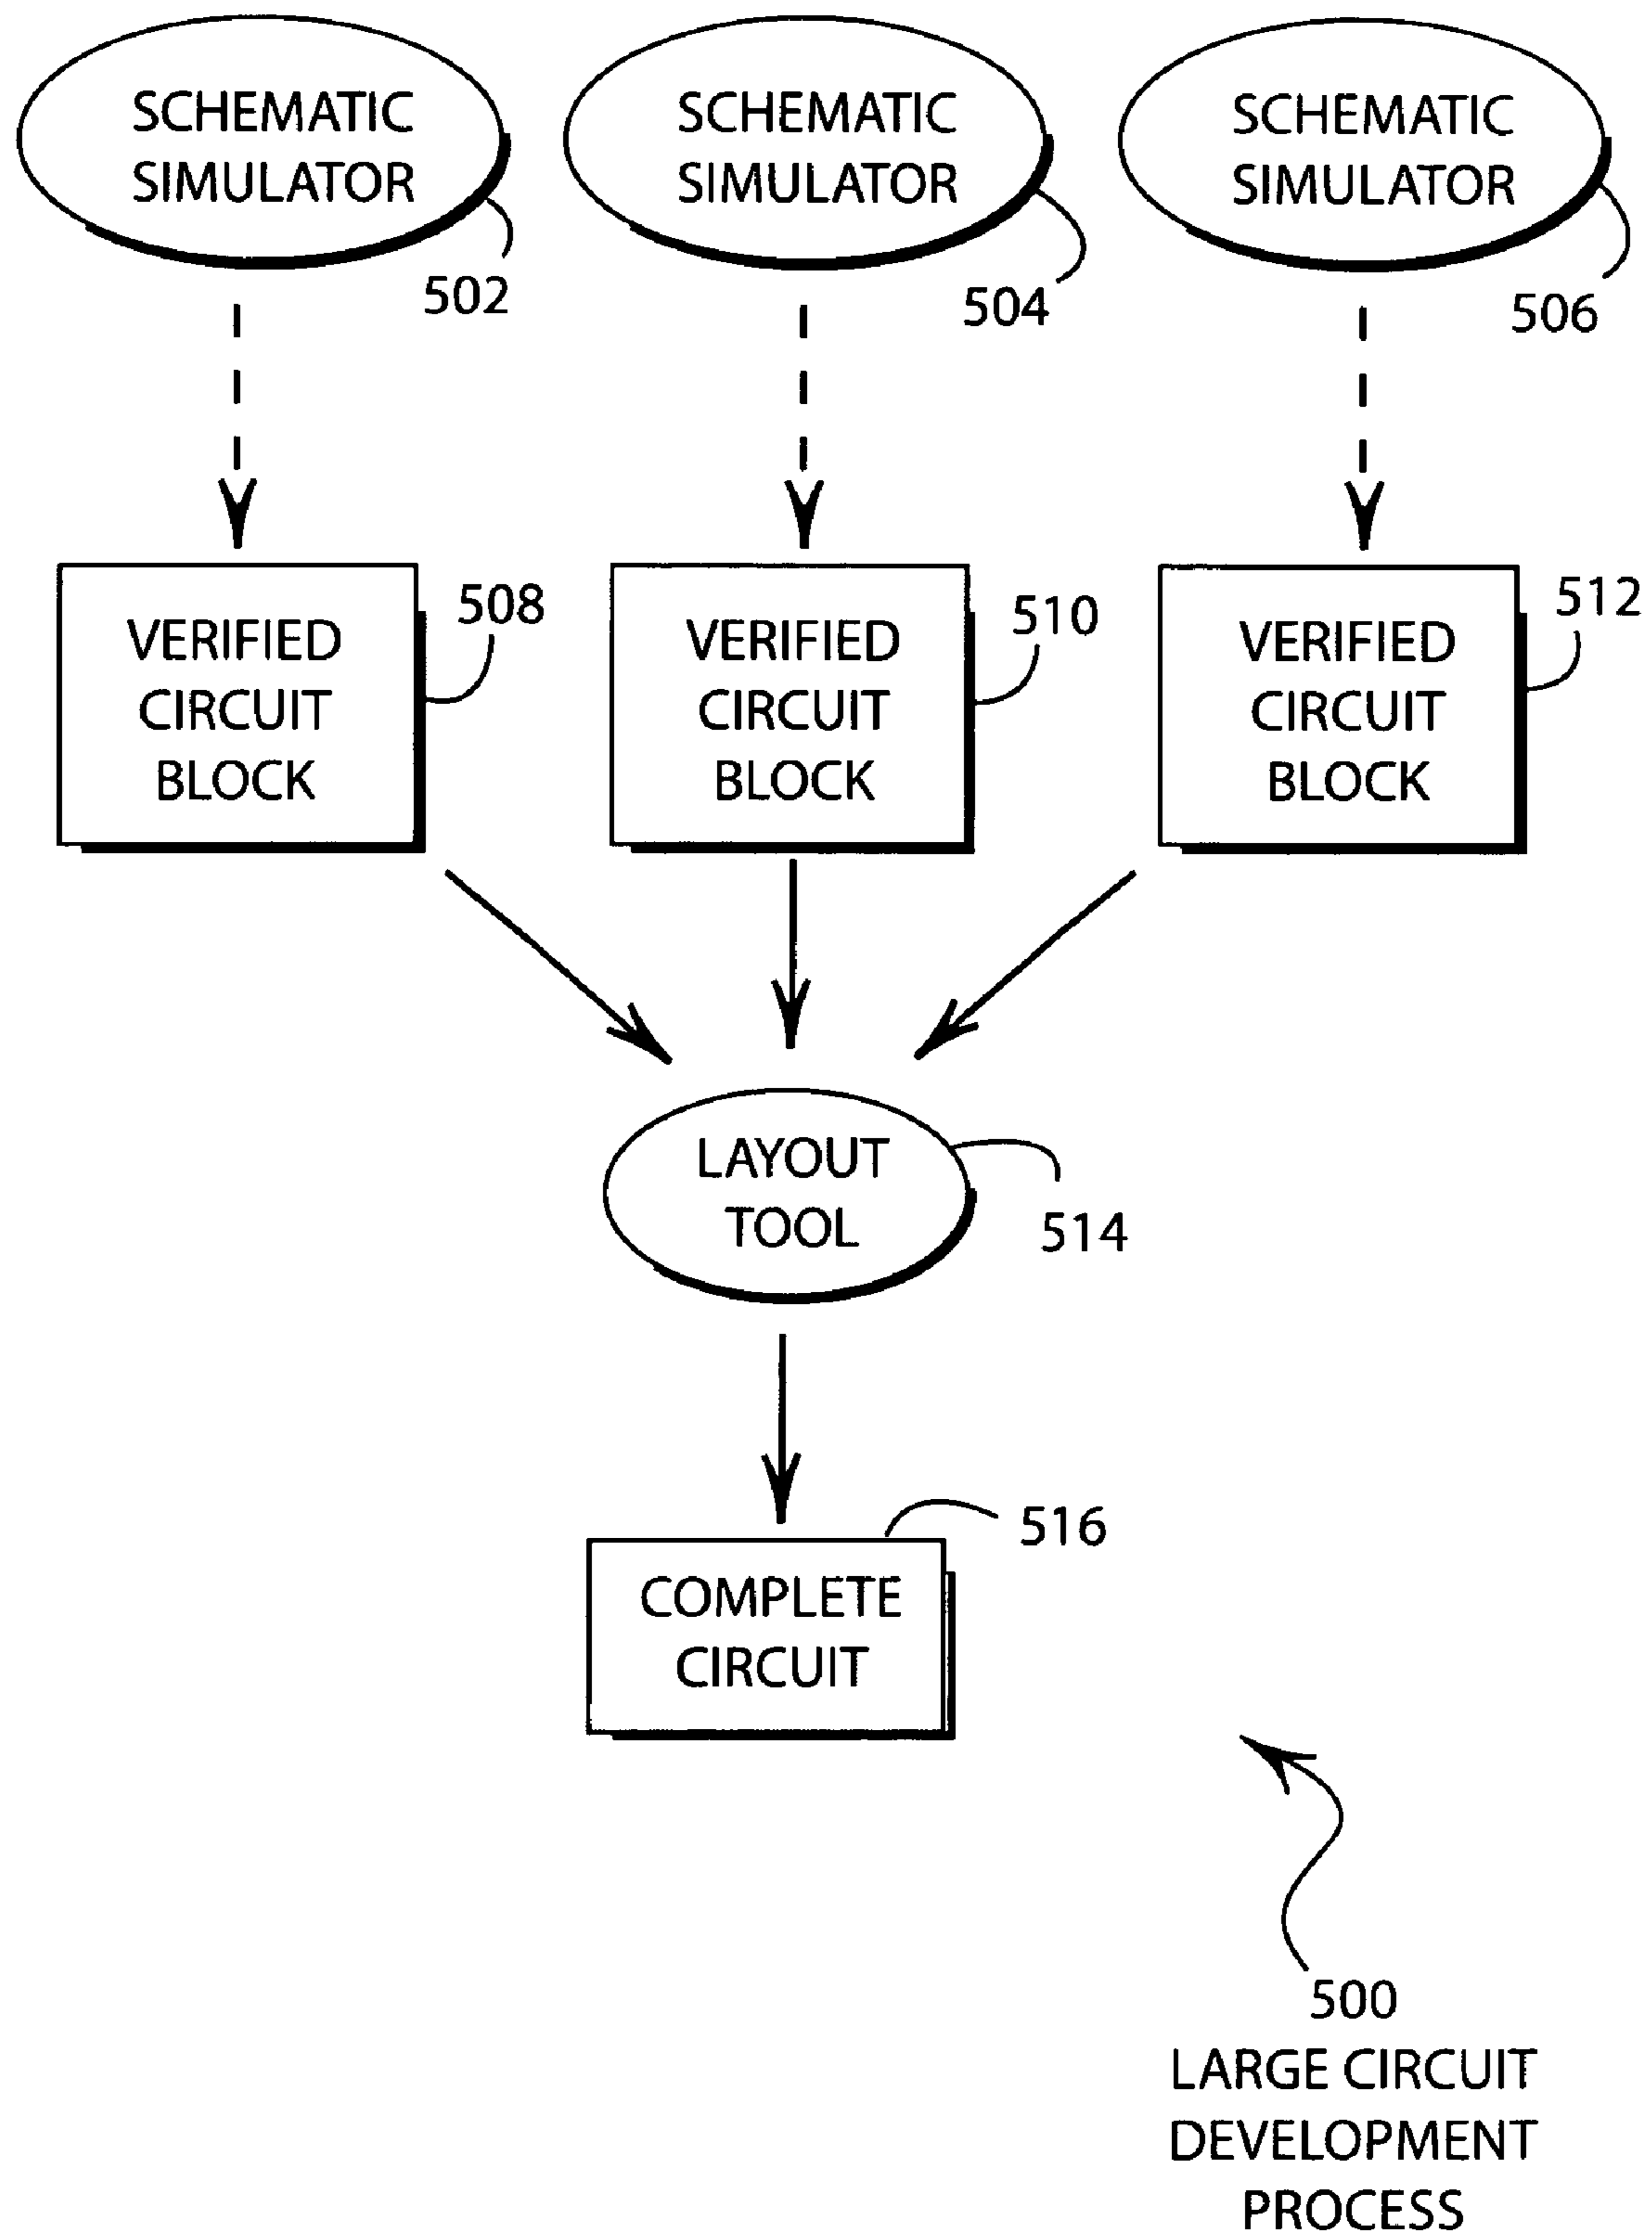 SCHEMATIC
SIMULATOR
502
SCHEMATIC
SIMULATOR
504
SCHEMATIC
SIMULATOR
506
VERIFIED
CIRCUIT
BLOCK
508
VERIFIED
CIRCUIT
BLOCK
510
VERIFIED
CIRCUIT
BLOCK
512
LAYOUT
TOOL
514
516
COMPLETE
CIRCUIT
500
LARGE CIRCUIT
DEVELOPMENT
PROCESS